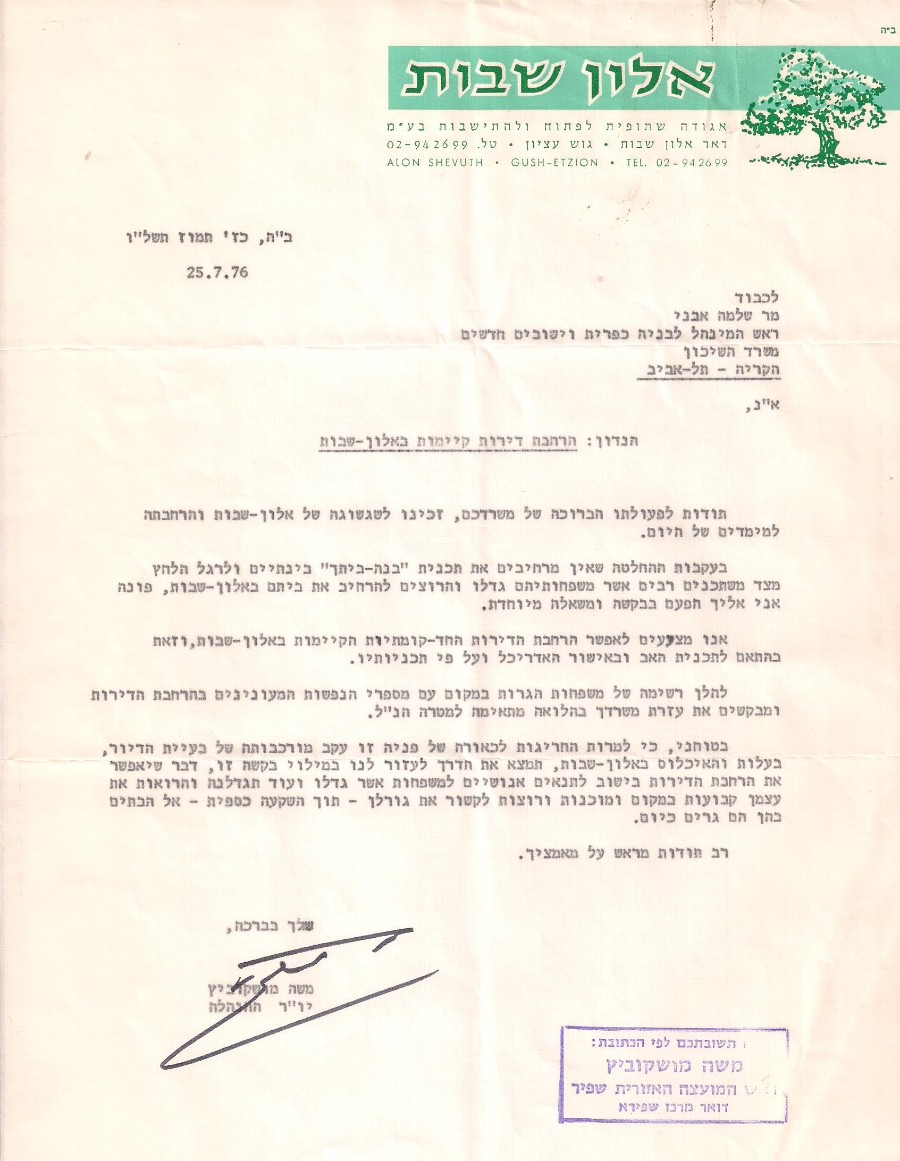 ב"ה
אלון שבות
אגודה שתופית לפתוח ולהתישבות בע"מ
דאר אלון שבות • גוש עציון • טל. 02-942699
ALON SHEVUTH • GUSH-ETZION • TEL. 02-942699
ב"ה, כז' תמוז תשל"ו
25.7.76
לכבוד
מר שלמה אבני
ראש המינהל לבניה כפרית וישובים חדשים
משרד השיכון
הקריה - תל-אביב
א"נ,
הנדון: הרחבת דירות קיימות באלון-שבות
תודות לפעולתו הברוכה של משרדכם, זכינו לשגשוגה של אלון-שבות והרחבתה
למימדים של היום.
בעקבות ההחלטה שאין מרחיבים את תכנית "בנה-ביתך" בינתיים ולרגל הלחץ
מצד משתכנים רבים אשר משפחותיהם גדלו והרוצים להרחיב את ביתם באלון-שבות, פונה
אני אליך הפעם בבקשה ומשאלה מיוחדת.
אנו מציעים לאפשר הרחבת הדירות החד-קומתיות הקיימות באלון-שבות,וזאת
בהתאם לתכנית האב ובאישור האדריכל ועל פי תכניותיו.
להלן רשימה של משפחות הגרות במקום עם מספרי הנפשות המעונינים בהרחבת הדירות
ומבקשים את עזרת משרדך בהלואה מתאימה למטרה הנ"ל.
בטוחני, כי למרות החריגות לכאורה של פניה זו עקב מורכבותה של בעיית הדיור,
בעלות והאיכלוס באלון-שבות, תמצא את הדרך לעזור לנו במילוי בקשה זו, דבר שיאפשר
את הרחבת הדירות בישוב לתנאים אנושיים למשפחות אשר גדלו ועוד תגדלנה והרואות את
עצמן קבועות במקום ומוכנות ורוצות לקשור את גורלן - תוך השקעה כספית - אל הבתים
בהן הם גרים כיום.
רב תודות מראש על מאמציך.
שלך בברכה,
משה מושקוביץ
יו"ר ההנהלה
תשובתכם לפי הכתובת:
משה מושקוביץ
המועצה האזורית שפיר
דואר מרכז שפירא